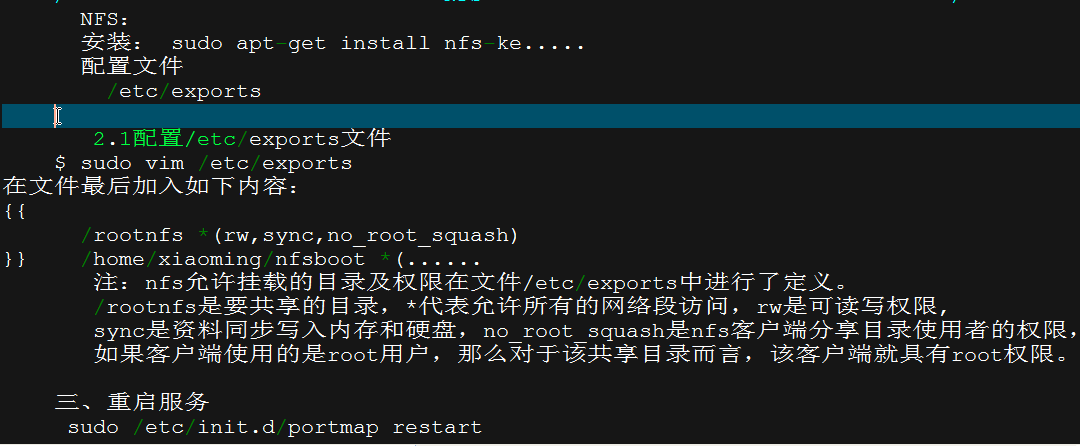 NFS：
安装： sudo apt-get install nfs-ke.....
配置文件
/etc/exports
2.1配置/etc/exports文件
$ sudo vim /etc/exports
在文件最后加入如下内容：
{{
/rootnfs *(rw,sync,no_root_squash)
}} /home/xiaoming/nfsboot *(......
注：nfs允许挂载的目录及权限在文件/etc/exports中进行了定义。
/rootnfs是要共享的目录，*代表允许所有的网络段访问，rw是可读写权限，
sync是资料同步写入内存和硬盘，no_root_squash是nfs客户端分享目录使用者的权限，
如果客户端使用的是root用户，那么对于该共享目录而言，该客户端就具有root权限。
三、重启服务
sudo /etc/init.d/portmap restart